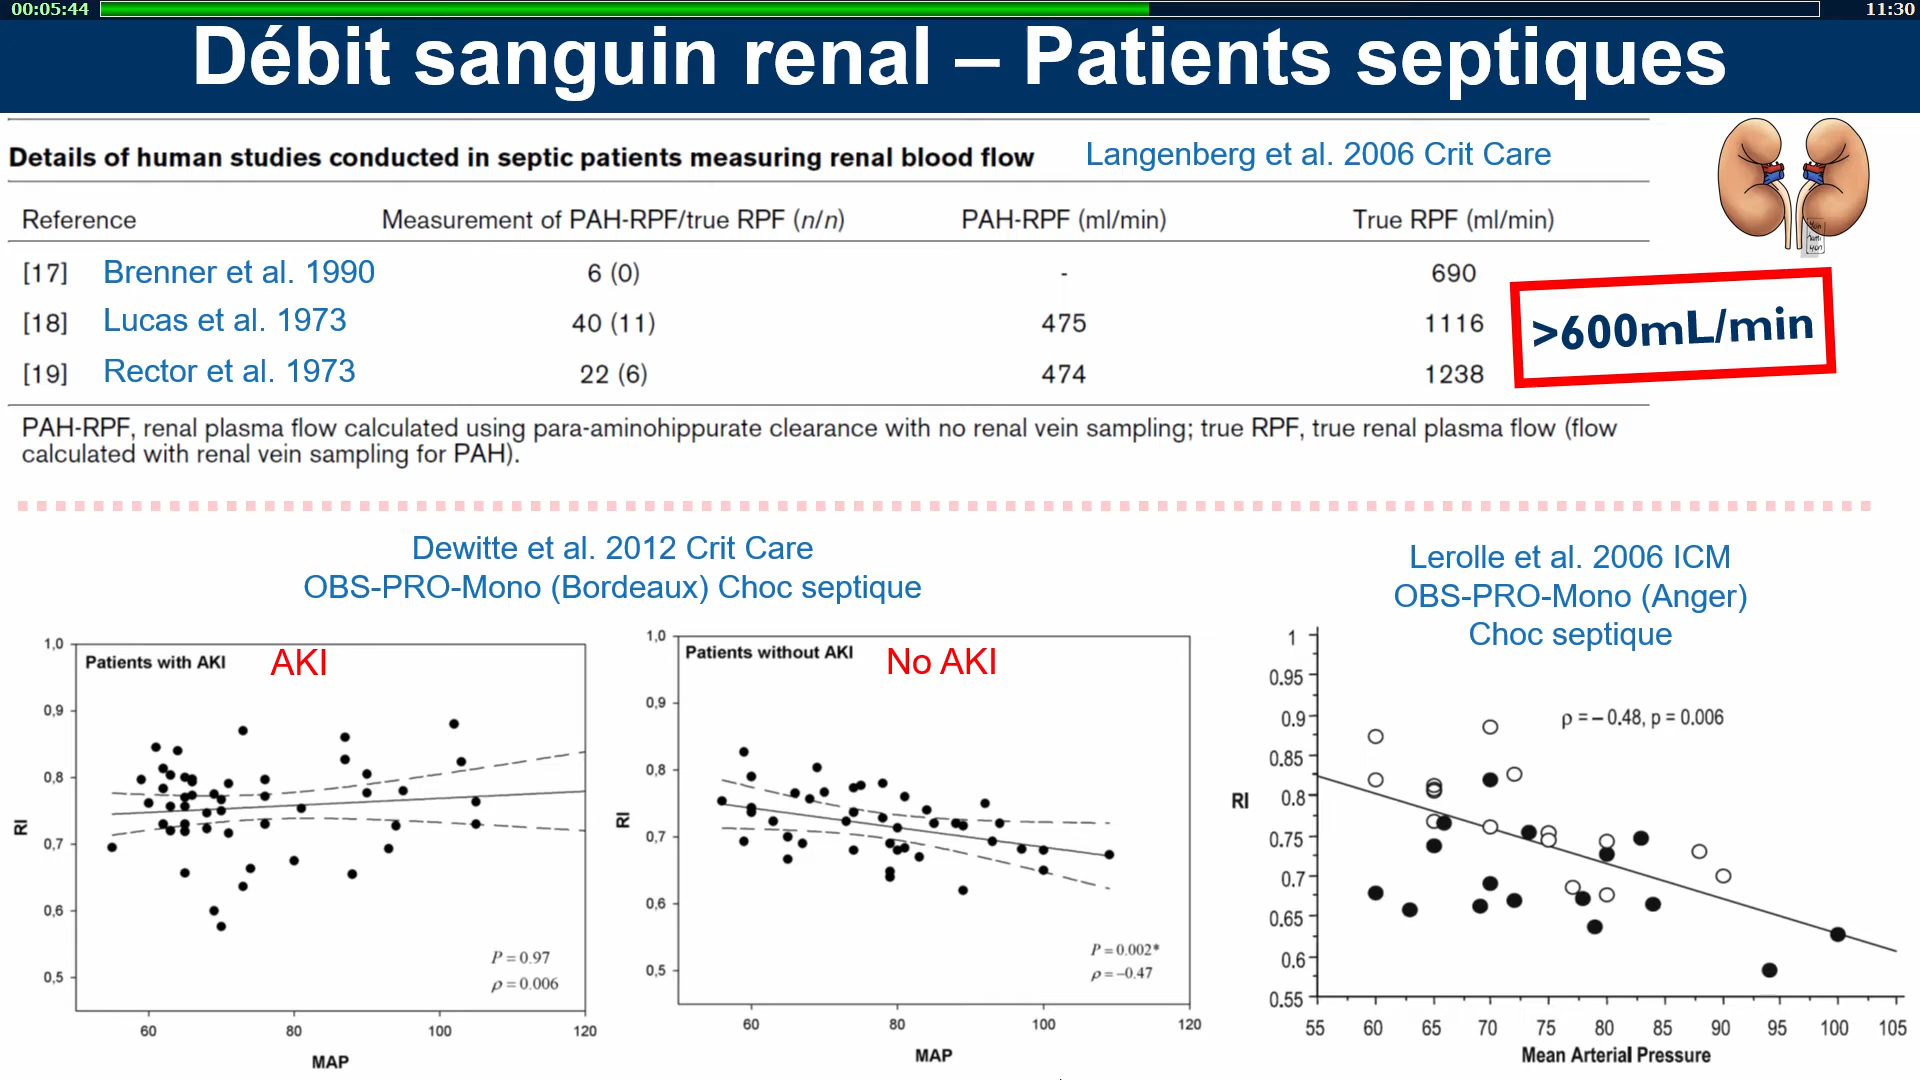 00:05:44
11:30
Débit sanguin renal – Patients septiques
Details of human studies conducted in septic patients measuring renal blood flow
Langenberg et al. 2006 Crit Care
Reference Measurement of PAH-RPF/true RPF (n/n) PAH-RPF (ml/min) True RPF (ml/min)
[17] Brenner et al. 1990 6 (0) - 690
[18] Lucas et al. 1973 40 (11) 475 1116
[19] Rector et al. 1973 22 (6) 474 1238
>600mL/min
PAH-RPF, renal plasma flow calculated using para-aminohippurate clearance with no renal vein sampling; true RPF, true renal plasma flow (flow
calculated with renal vein sampling for PAH).
Dewitte et al. 2012 Crit Care
OBS-PRO-Mono (Bordeaux) Choc septique
Patients with AKI AKI
1,0
0,9
0,8
0,7
0,6
0,5
RI
P = 0.97
ρ = 0.006
60 80 100 120
MAP
Patients without AKI No AKI
1,0
0,9
0,8
0,7
0,6
0,5
RI
P = 0.002*
ρ = –0.47
60 80 100 120
MAP
Lerolle et al. 2006 ICM
OBS-PRO-Mono (Anger)
Choc septique
1
0.95
0.9
0.85
0.8
0.75
0.7
0.65
0.6
0.55
RI
ρ = – 0.48, p = 0.006
55 60 65 70 75 80 85 90 95 100 105
Mean Arterial Pressure